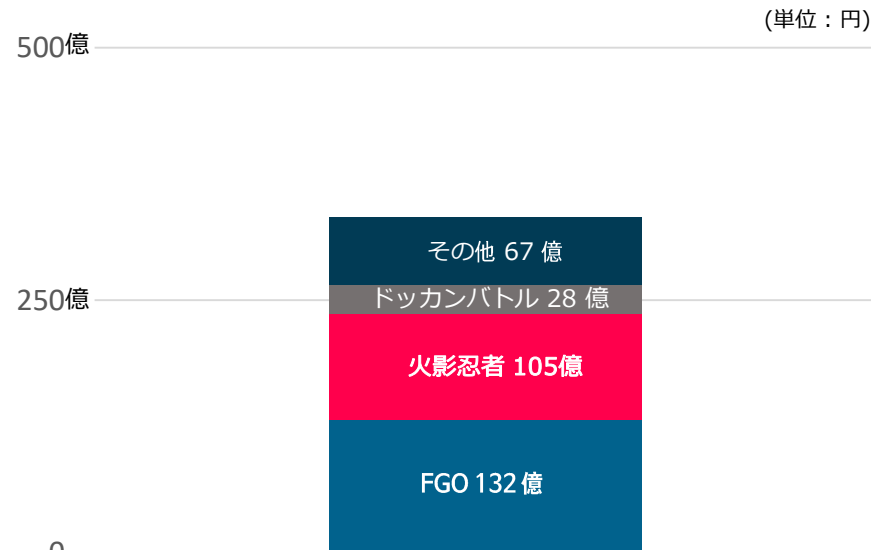 (単位：円)
500億
その他 67 億
250億
ドッカンバトル 28 億
火影忍者 105億
FGO 132 億
0